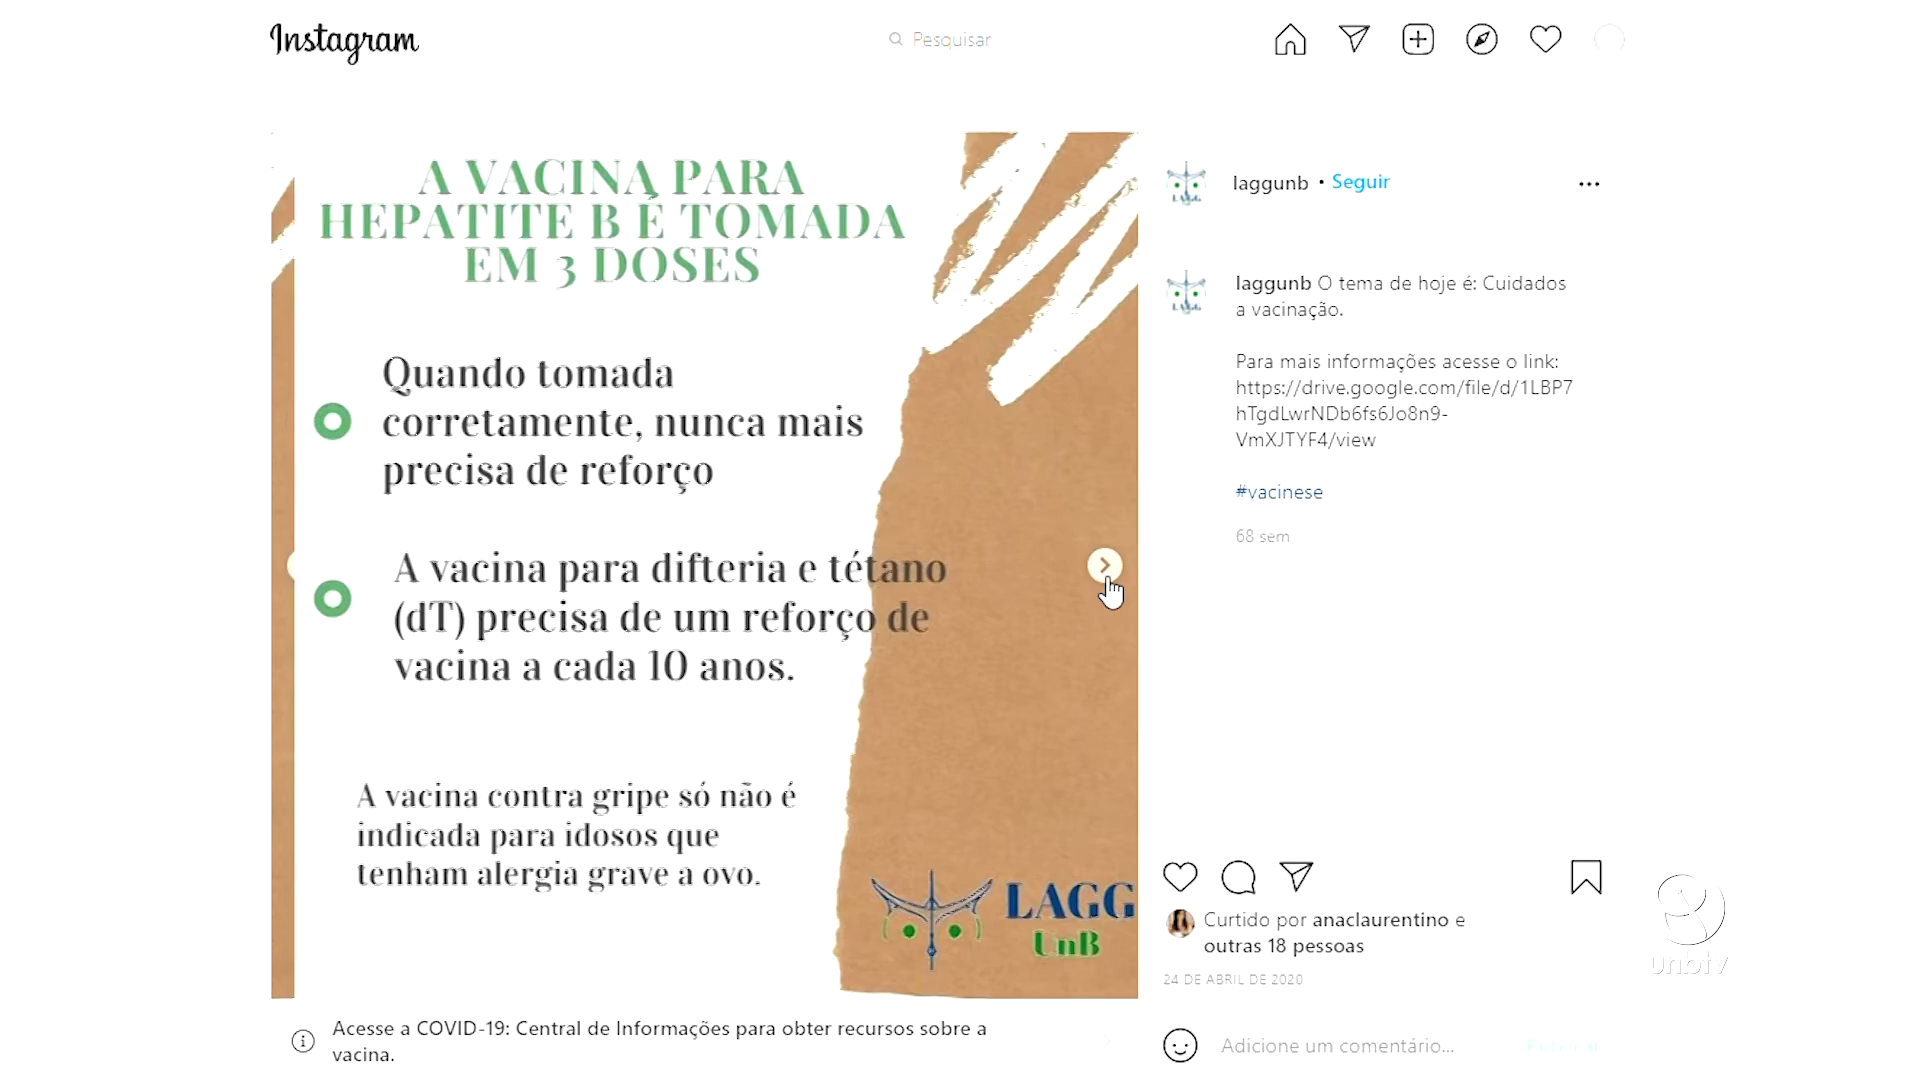 Instagram
Pesquisar
A VACINA PARA
HEPATITE B É TOMADA
EM 3 DOSES
Quando tomada
corretamente, nunca mais
precisa de reforço
A vacina para difteria e tétano
(dT) precisa de um reforço de
vacina a cada 10 anos.
A vacina contra gripe só não é
indicada para idosos que
tenham alergia grave a ovo.
LAGG
UnB
Acesse a COVID-19: Central de Informações para obter recursos sobre a
vacina.
laggunb • Seguir
laggunb O tema de hoje é: Cuidados
a vacinação.
Para mais informações acesse o link:
https://drive.google.com/file/d/1LBP7
hTgdLwrNDb6fs6Jo8n9-
VmXJTYF4/view
#vacinese
68 sem
Curtido por anaclaurentino e
outras 18 pessoas
24 DE ABRIL DE 2020
Adicione um comentário...
unbtv